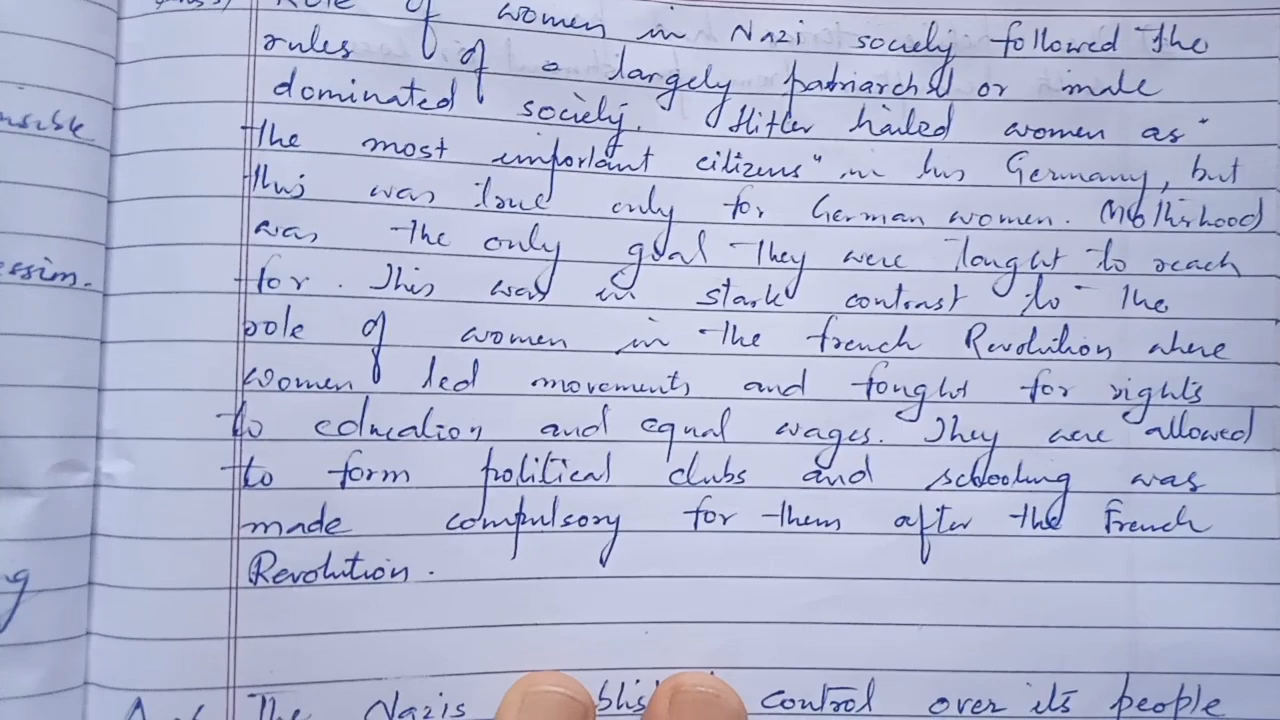 Role of women in Nazi society followed the
rules of a largely patriarchal or male
dominated society. Hitler hailed women as "
the most important citizens" in his Germany, but
this was true only for German women. Motherhood
was the only goal they were taught to reach
for. This was in stark contrast to the
role of women in the french Revolution where
women led movements and fought for rights
to education and equal wages. They were allowed
to form political clubs and schooling was
made compulsory for them after the French
Revolution.
The Nazis control over its people